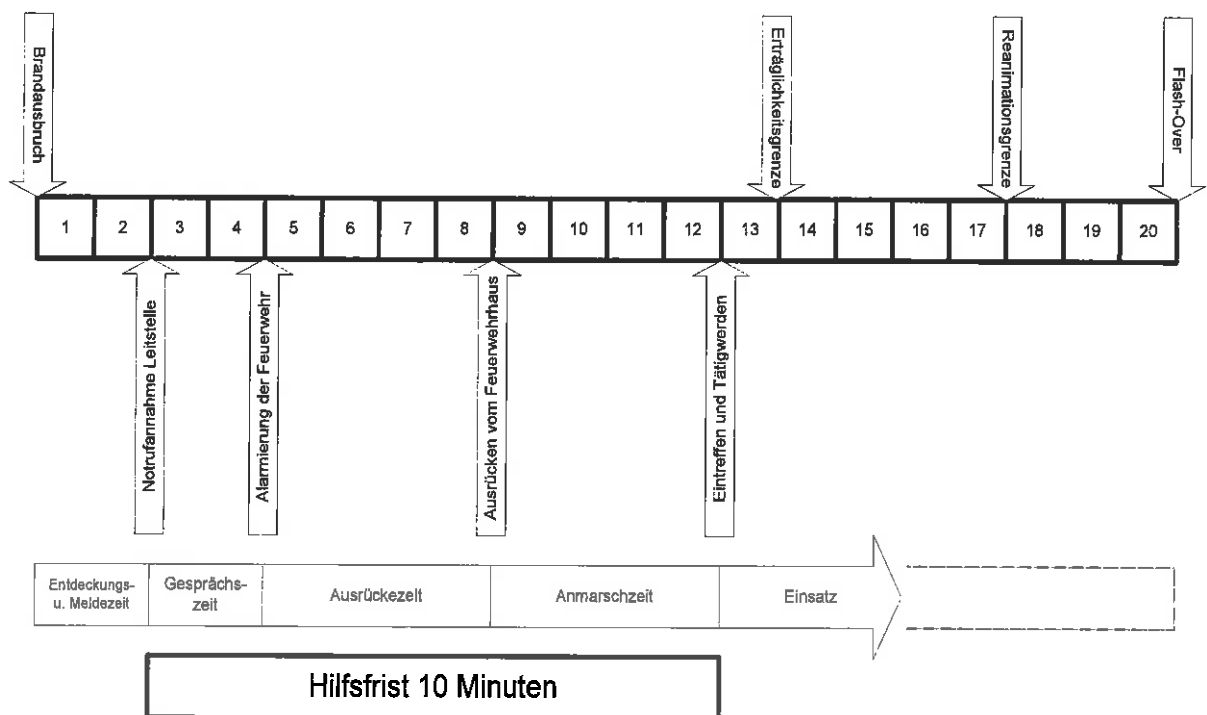 Brandausbruch
Erträglichkeitsgrenze
Reanimationsgrenze
Flash-Over
1 2 3 4 5 6 7 8 9 10 11 12 13 14 15 16 17 18 19 20
Notrufannahme Leitstelle
Alarmierung der Feuerwehr
Ausrücken vom Feuerwehrhaus
Eintreffen und Tätigwerden
Entdeckungs-
u. Meldezeit
Gesprächs-
zeit
Ausrückezeit
Anmarschzeit
Einsatz
Hilfsfrist 10 Minuten